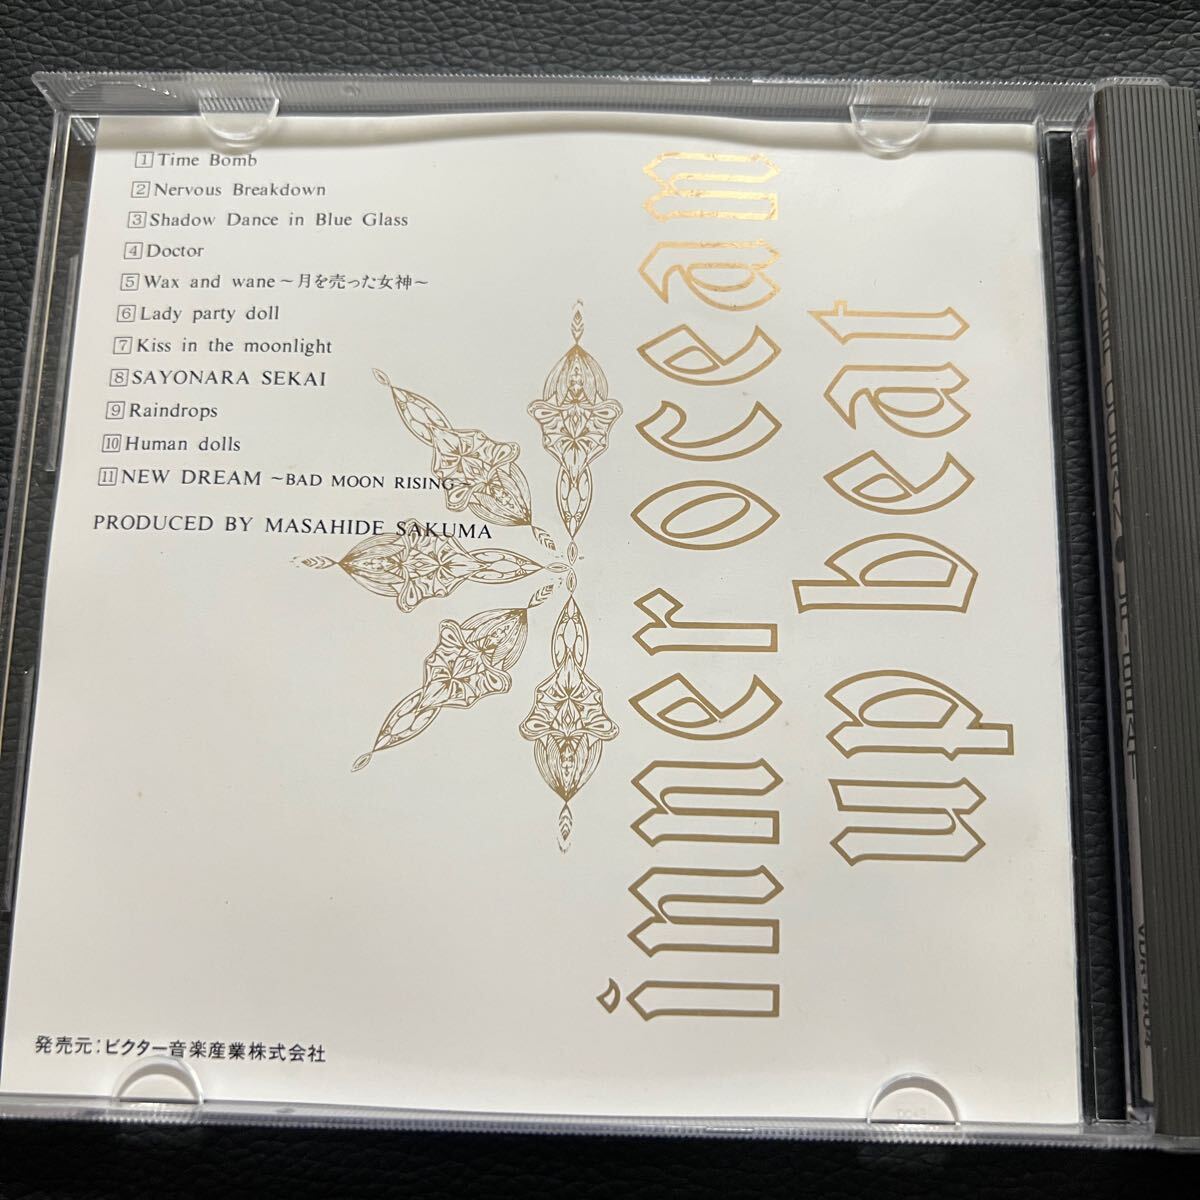 1 Time Bomb
2 Nervous Breakdown
3 Shadow Dance in Blue Glass
4 Doctor
5 Wax and wane～月を売った女神～
6 Lady party doll
7 Kiss in the moonlight
8 SAYONARA SEKAI
9 Raindrops
10 Human dolls
11 NEW DREAM ～BAD MOON RISING～
PRODUCED BY MASAHIDE SAKUMA
inner ocean
up beat
発売元：ビクター音楽産業株式会社